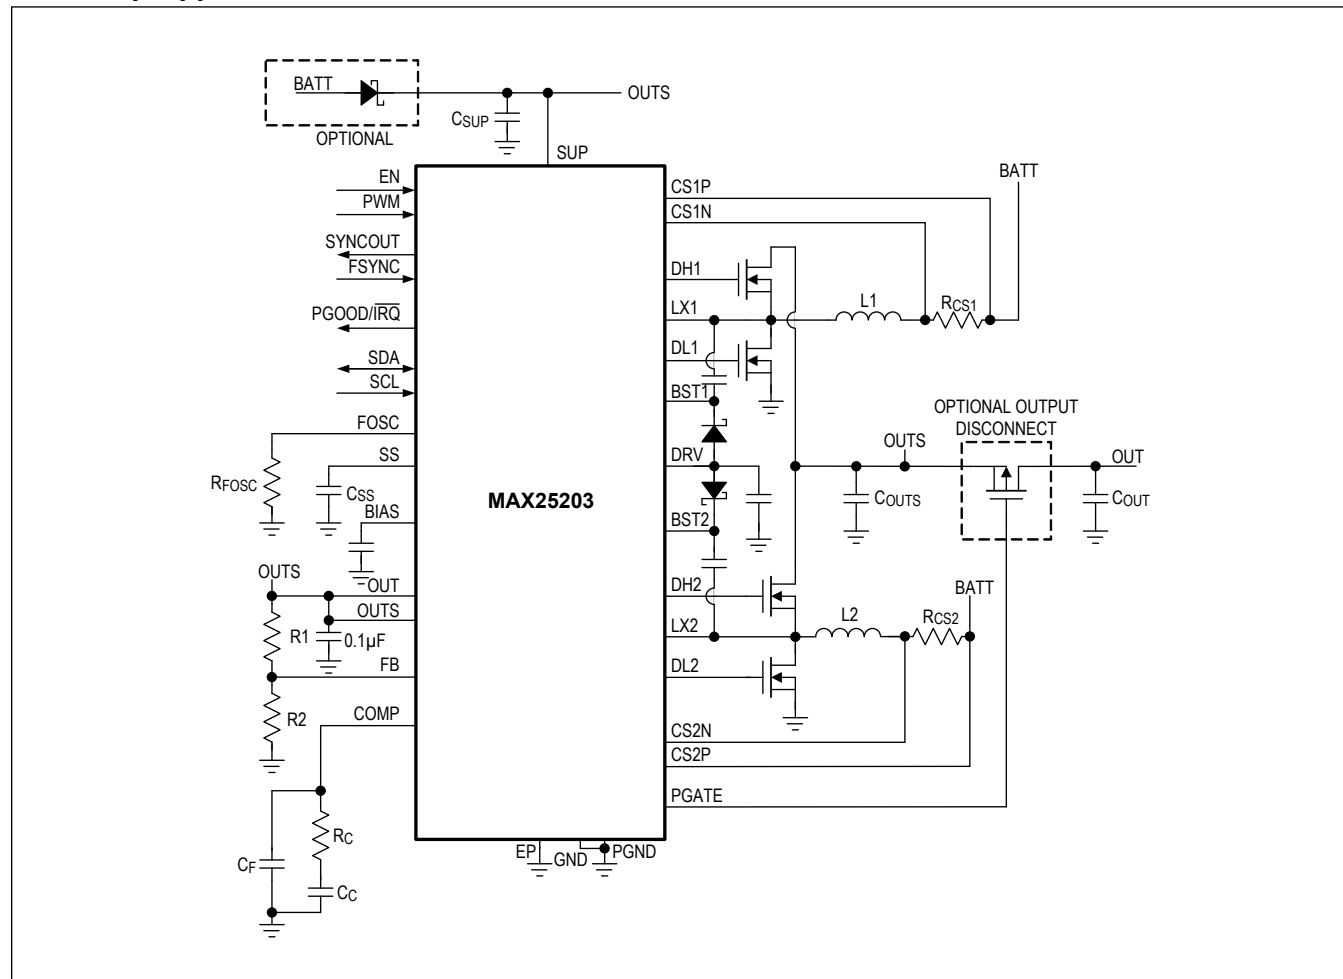 BATT
OPTIONAL
OUTS
CSUP
SUP
EN
PWM
SYNCOUT
FSYNC
PGOOD/IRQ
SDA
SCL
FOSC
SS
RFOSC
CSS
BIAS
OUTS
OUT
OUTS
R1
0.1µF
FB
R2
COMP
RC
CF
CC
MAX25203
EP
GND
PGND
CS1P
CS1N
DH1
LX1
DL1
BST1
DRV
BST2
DH2
LX2
DL2
CS2N
CS2P
PGATE
BATT
L1
RCS1
OPTIONAL OUTPUT
DISCONNECT
OUTS
OUT
COUTS
COUT
BATT
L2
RCS2